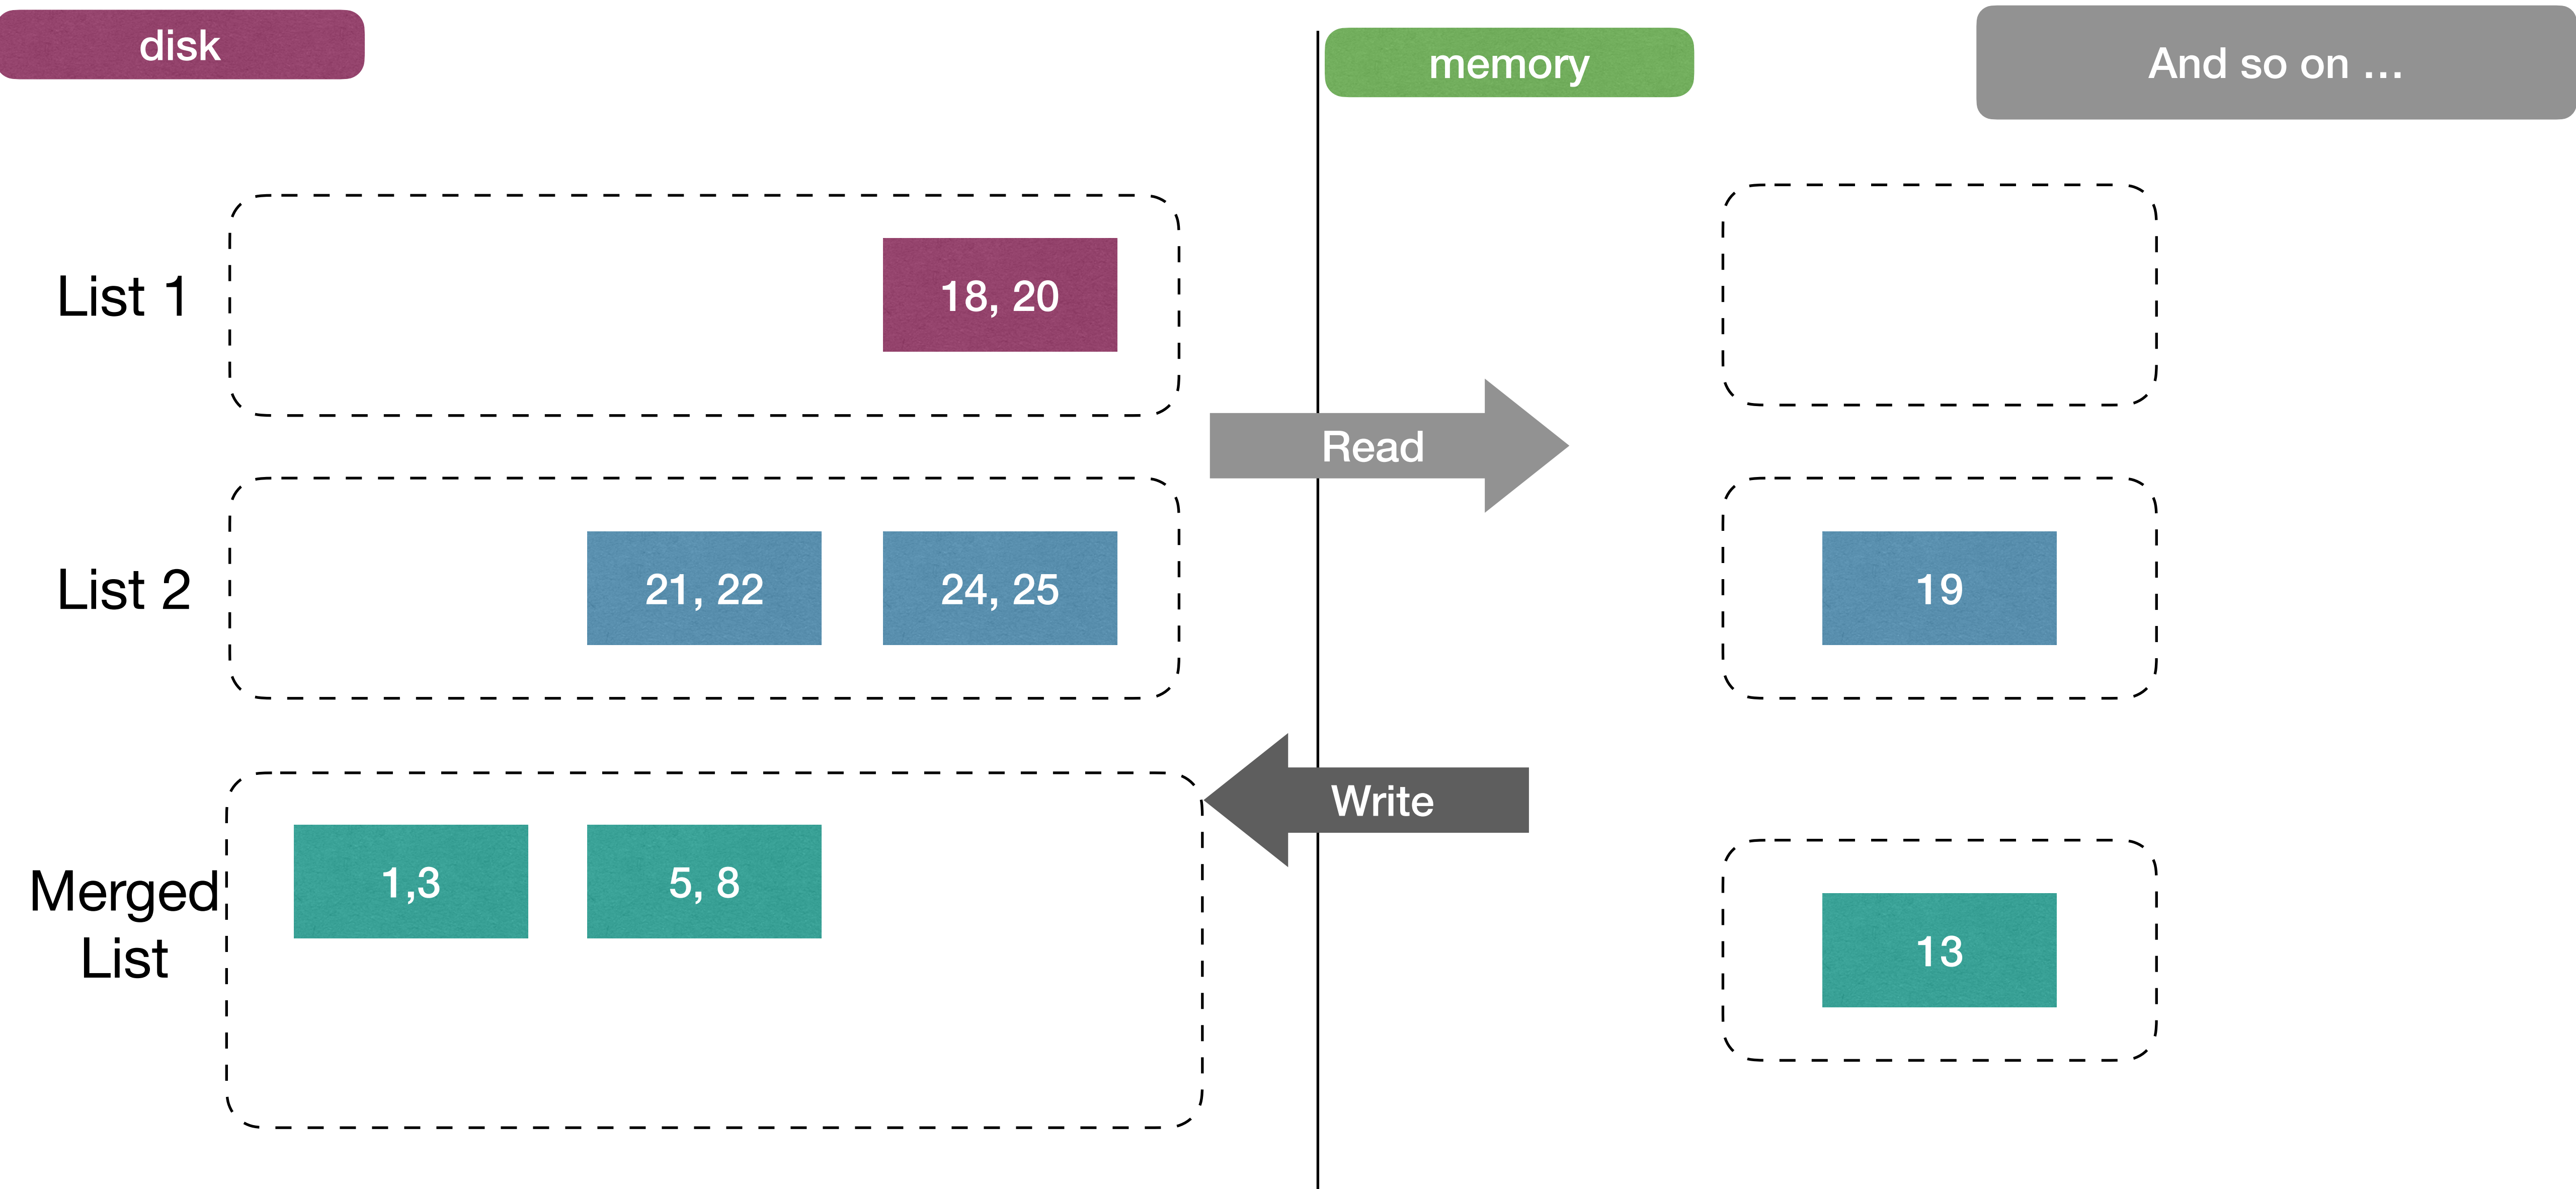 disk
memory
And so on ...
List 1
18, 20
Read
List 2
21, 22
24, 25
19
Write
Merged
List
1,3
5, 8
13